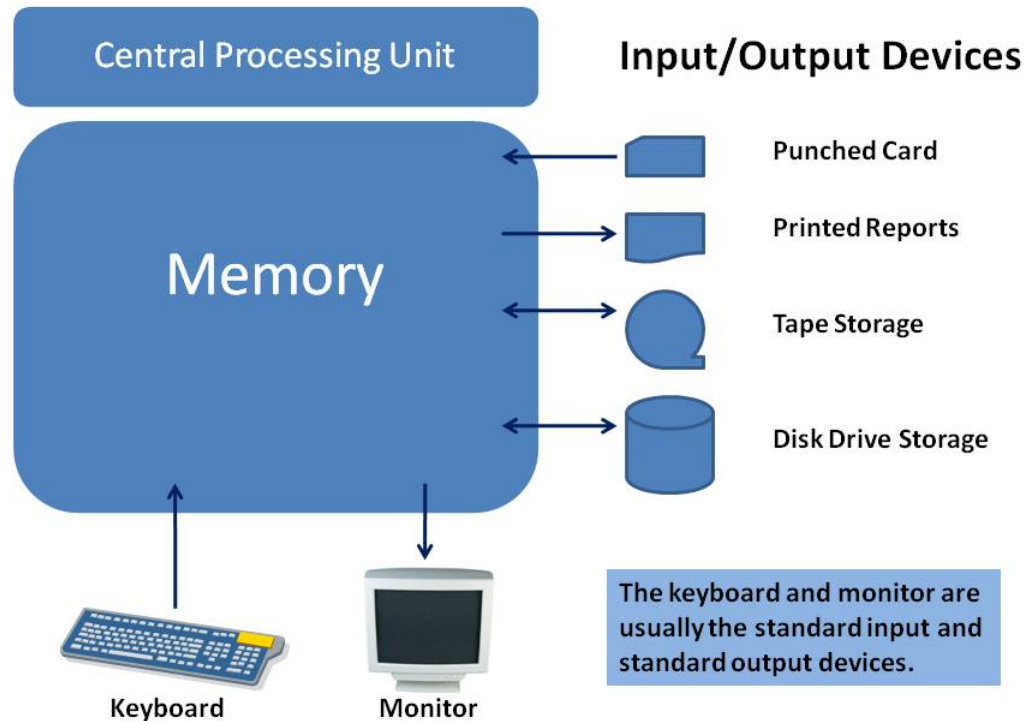 Central Processing Unit
Input/Output Devices
Memory
Punched Card
Printed Reports
Tape Storage
Disk Drive Storage
Keyboard
Monitor
The keyboard and monitor are
usually the standard input and
standard output devices.